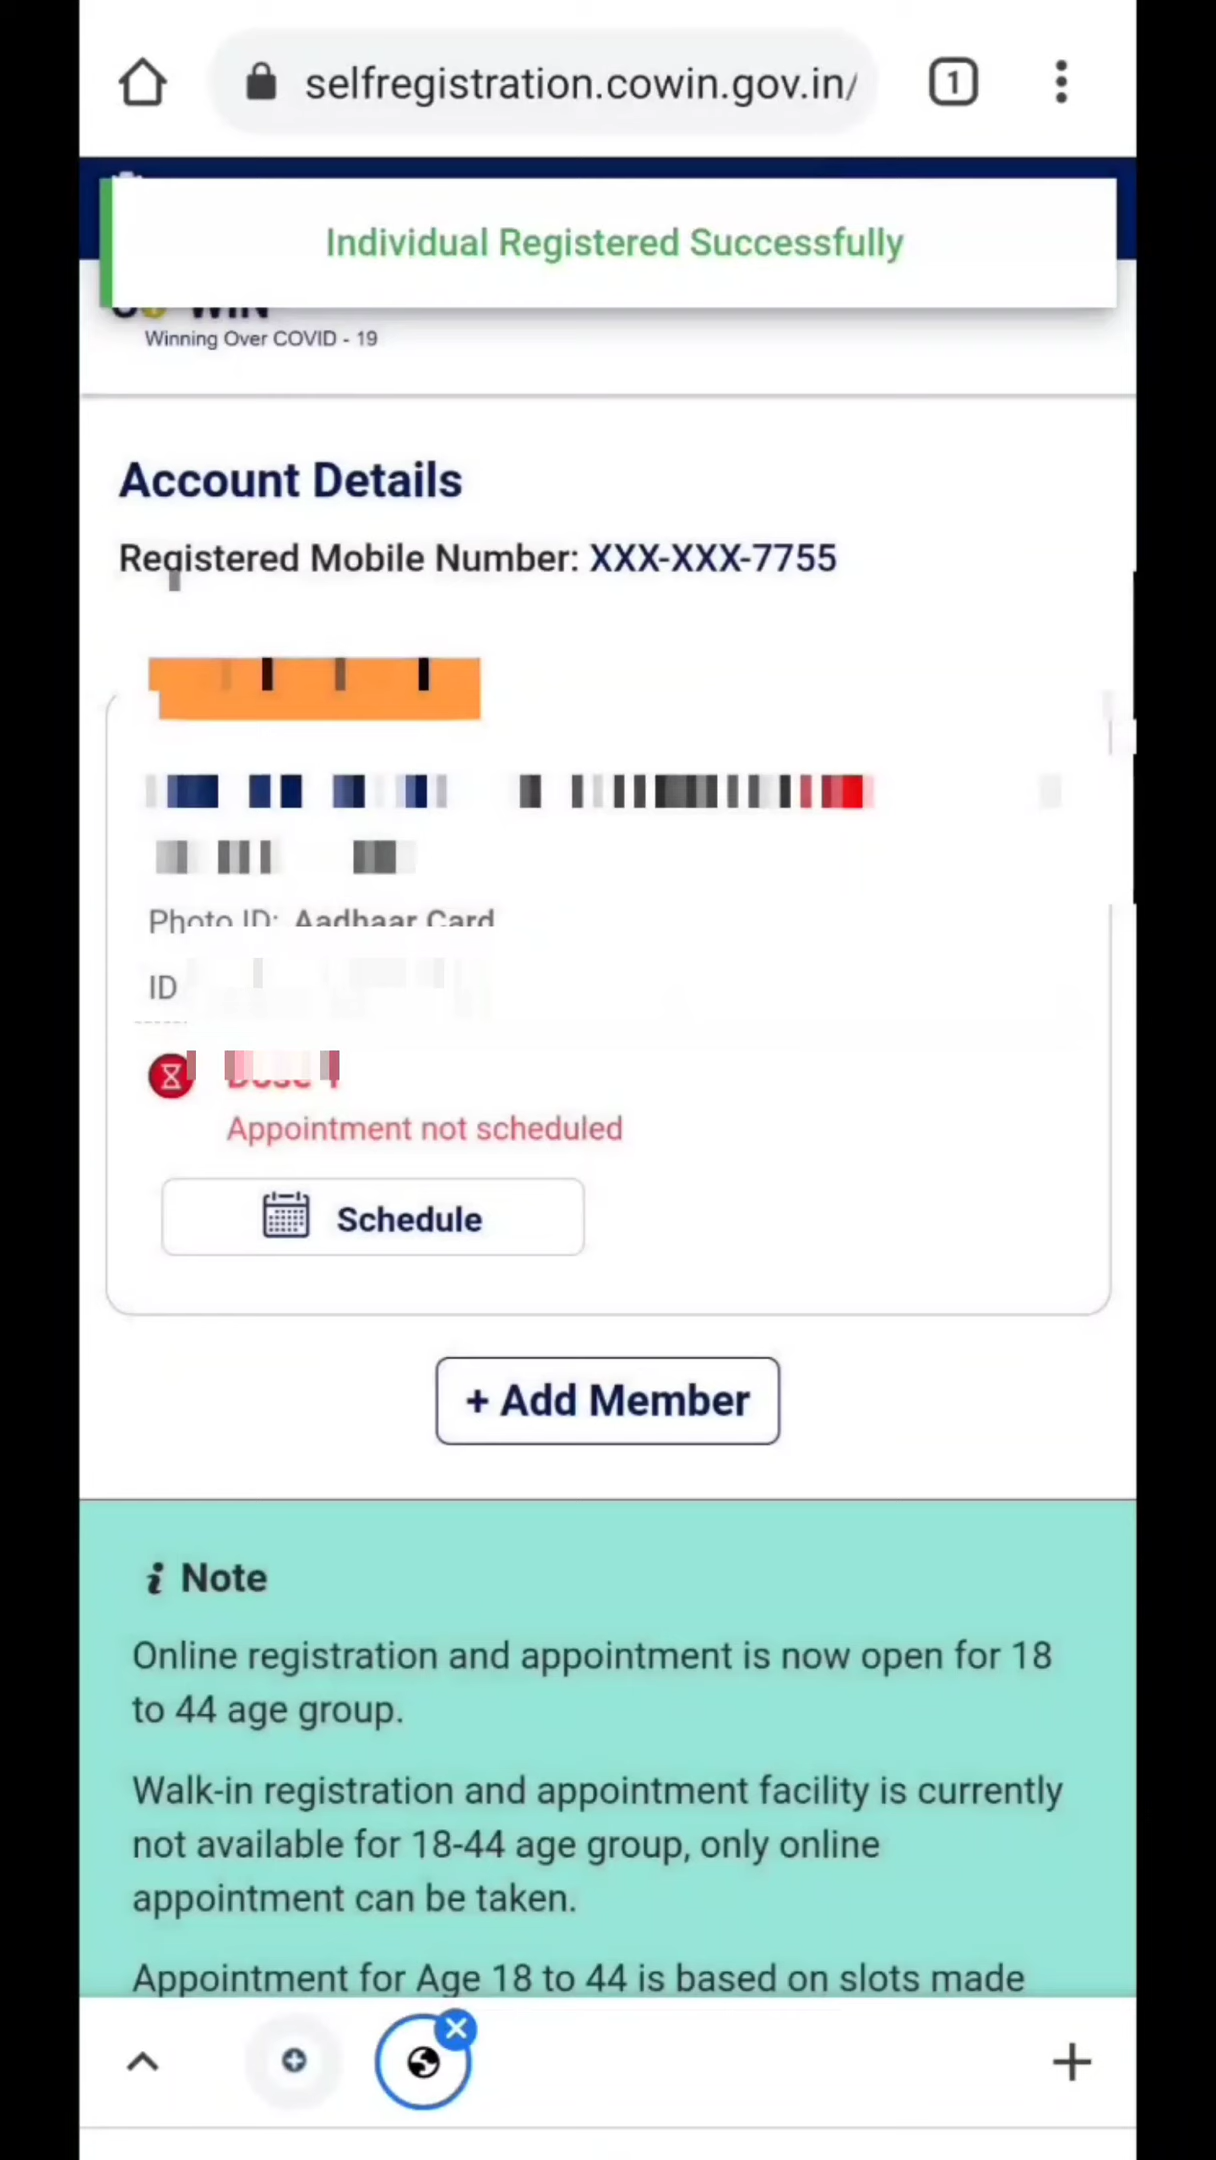 selfregistration.cowin.gov.in/
1
Individual Registered Successfully
Winning Over COVID - 19
Account Details
Registered Mobile Number: XXX-XXX-7755
Photo ID: Aadhaar Card
ID
Dose 1
Appointment not scheduled
Schedule
+ Add Member
i Note
Online registration and appointment is now open for 18
to 44 age group.
Walk-in registration and appointment facility is currently
not available for 18-44 age group, only online
appointment can be taken.
Appointment for Age 18 to 44 is based on slots made